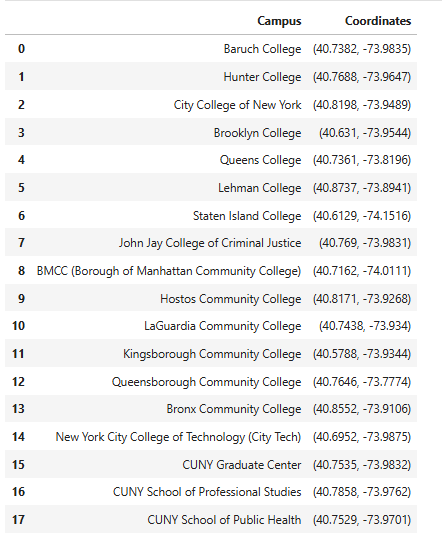 Campus Coordinates
0 Baruch College (40.7382, -73.9835)
1 Hunter College (40.7688, -73.9647)
2 City College of New York (40.8198, -73.9489)
3 Brooklyn College (40.631, -73.9544)
4 Queens College (40.7361, -73.8196)
5 Lehman College (40.8737, -73.8941)
6 Staten Island College (40.6129, -74.1516)
7 John Jay College of Criminal Justice (40.769, -73.9831)
8 BMCC (Borough of Manhattan Community College) (40.7162, -74.0111)
9 Hostos Community College (40.8171, -73.9268)
10 LaGuardia Community College (40.7438, -73.934)
11 Kingsborough Community College (40.5788, -73.9344)
12 Queensborough Community College (40.7646, -73.7774)
13 Bronx Community College (40.8552, -73.9106)
14 New York City College of Technology (City Tech) (40.6952, -73.9875)
15 CUNY Graduate Center (40.7535, -73.9832)
16 CUNY School of Professional Studies (40.7858, -73.9762)
17 CUNY School of Public Health (40.7529, -73.9701)